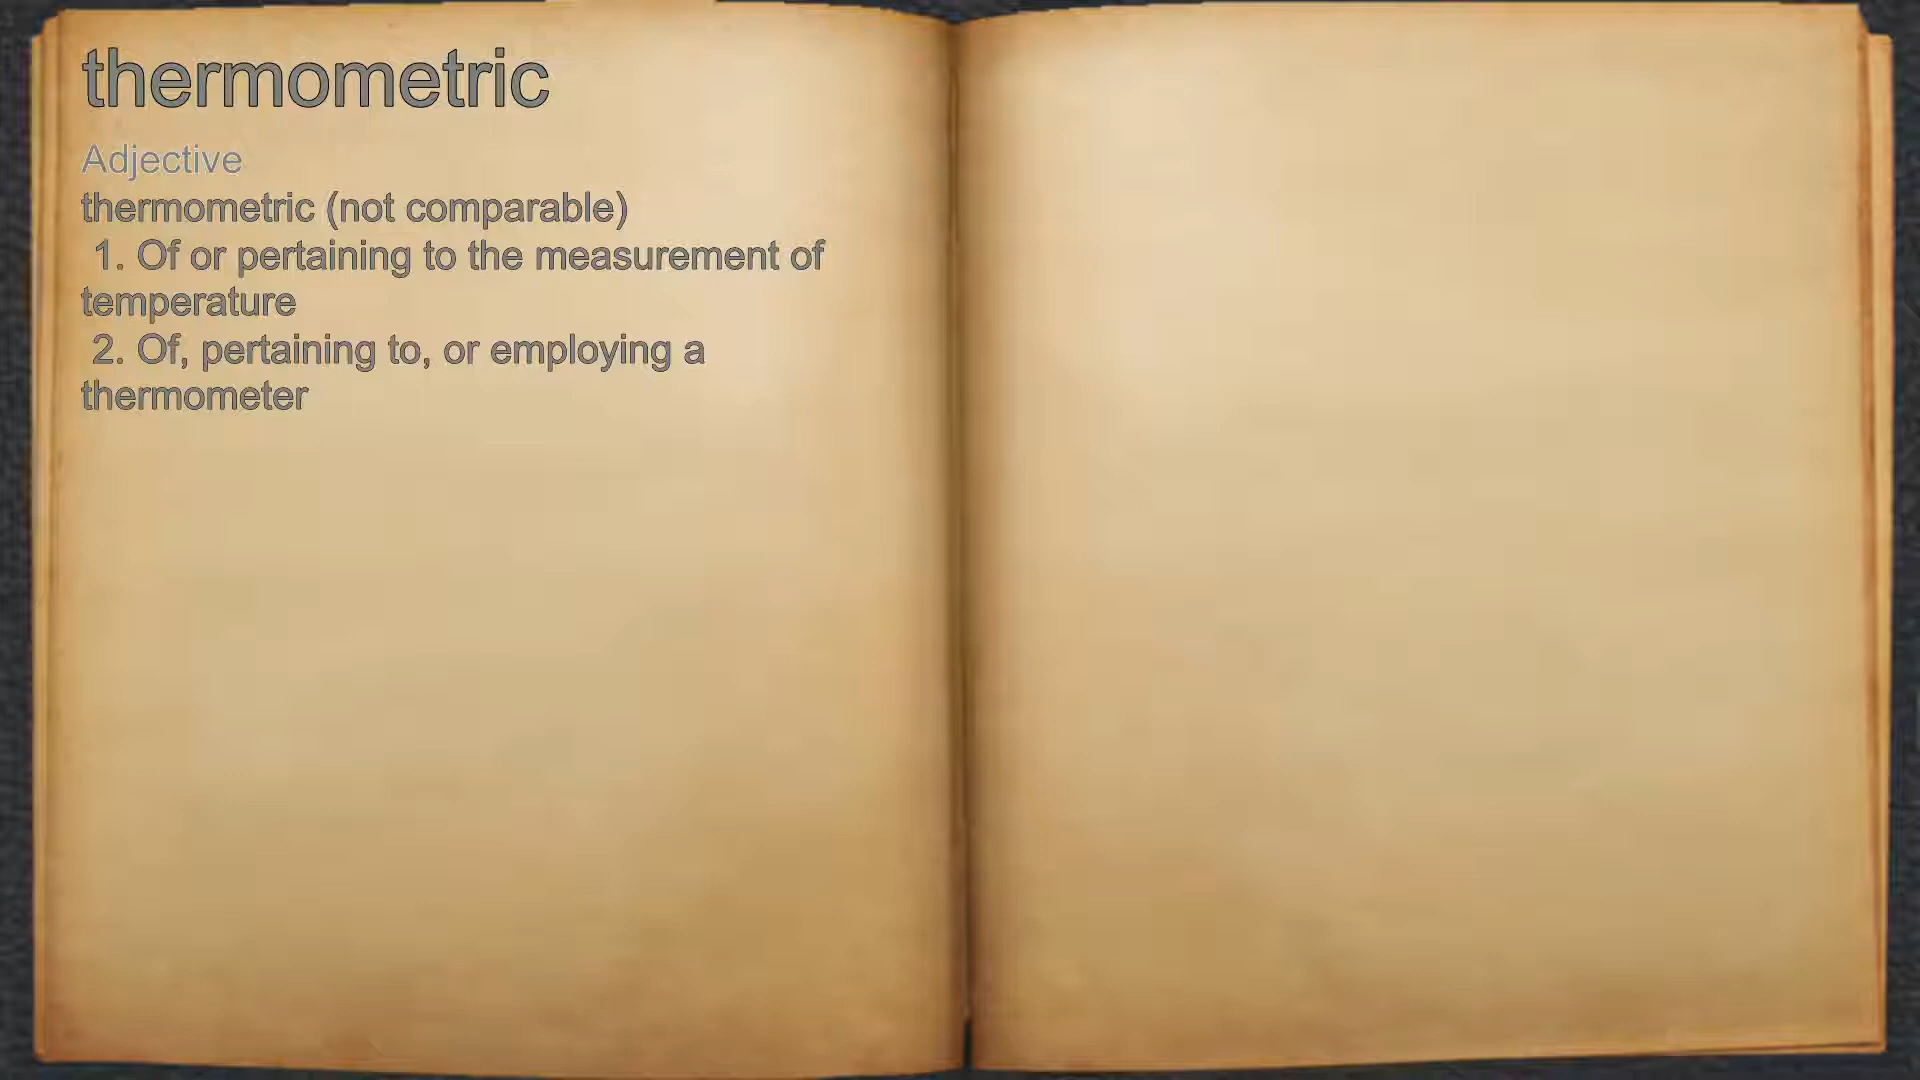 thermometric
Adjective
thermometric (not comparable)
1. Of or pertaining to the measurement of
temperature
2. Of, pertaining to, or employing a
thermometer